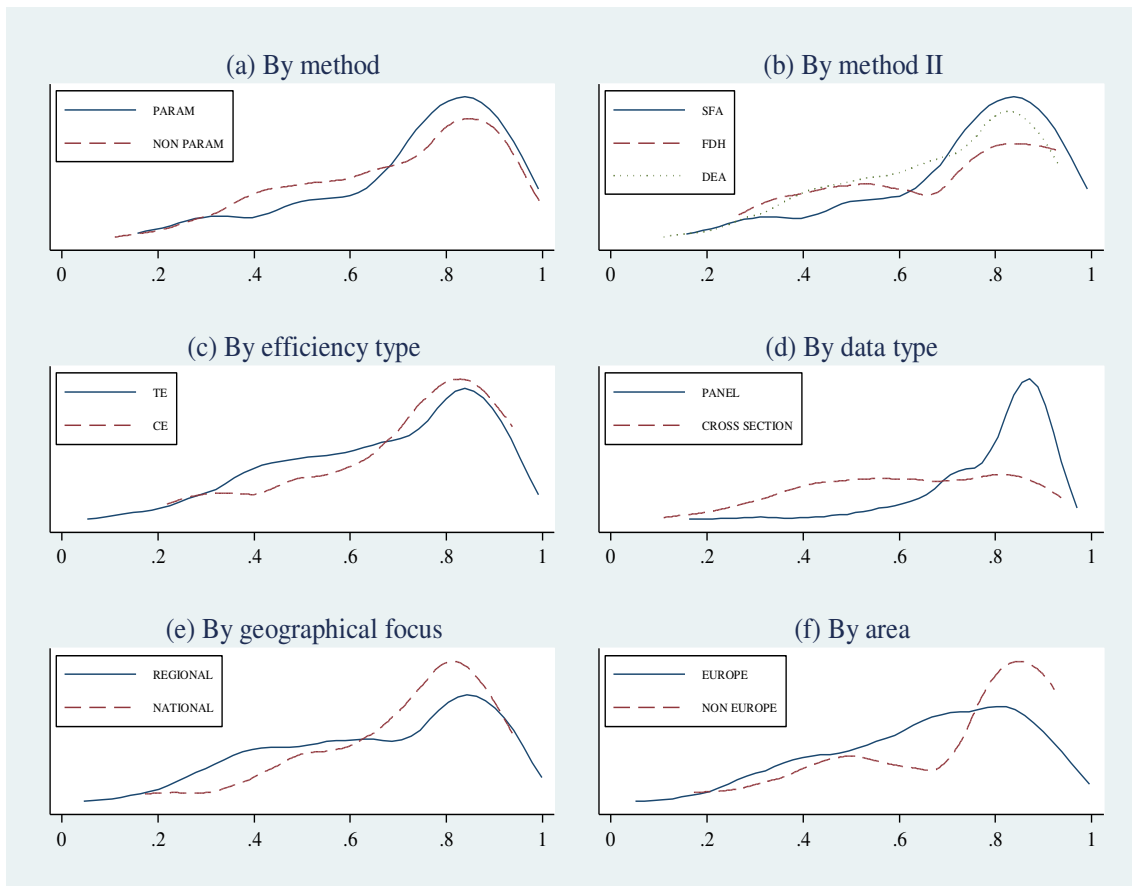 (a) By method
PARAM
NON PARAM
0 .2 .4 .6 .8 1
(b) By method II
SFA
FDH
DEA
0 .2 .4 .6 .8 1
(c) By efficiency type
TE
CE
0 .2 .4 .6 .8 1
(d) By data type
PANEL
CROSS SECTION
0 .2 .4 .6 .8 1
(e) By geographical focus
REGIONAL
NATIONAL
0 .2 .4 .6 .8 1
(f) By area
EUROPE
NON EUROPE
0 .2 .4 .6 .8 1